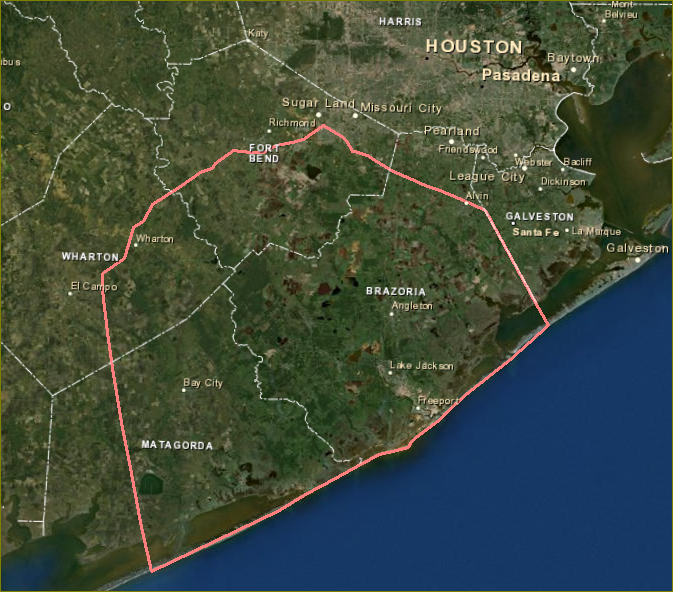 Mont
Belvieu
HARRIS
Katy
HOUSTON
Baytown
Pasadena
bus
O
Sugar Land
Missouri City
Richmond
Pearland
FORT
BEND
Friendswood
Webster
Bacliff
League City
Dickinson
Alvin
GALVESTON
Santa Fe
La Marque
Wharton
Galveston
WHARTON
El Campo
BRAZORIA
Angleton
Lake Jackson
Bay City
Freeport
MATAGORDA